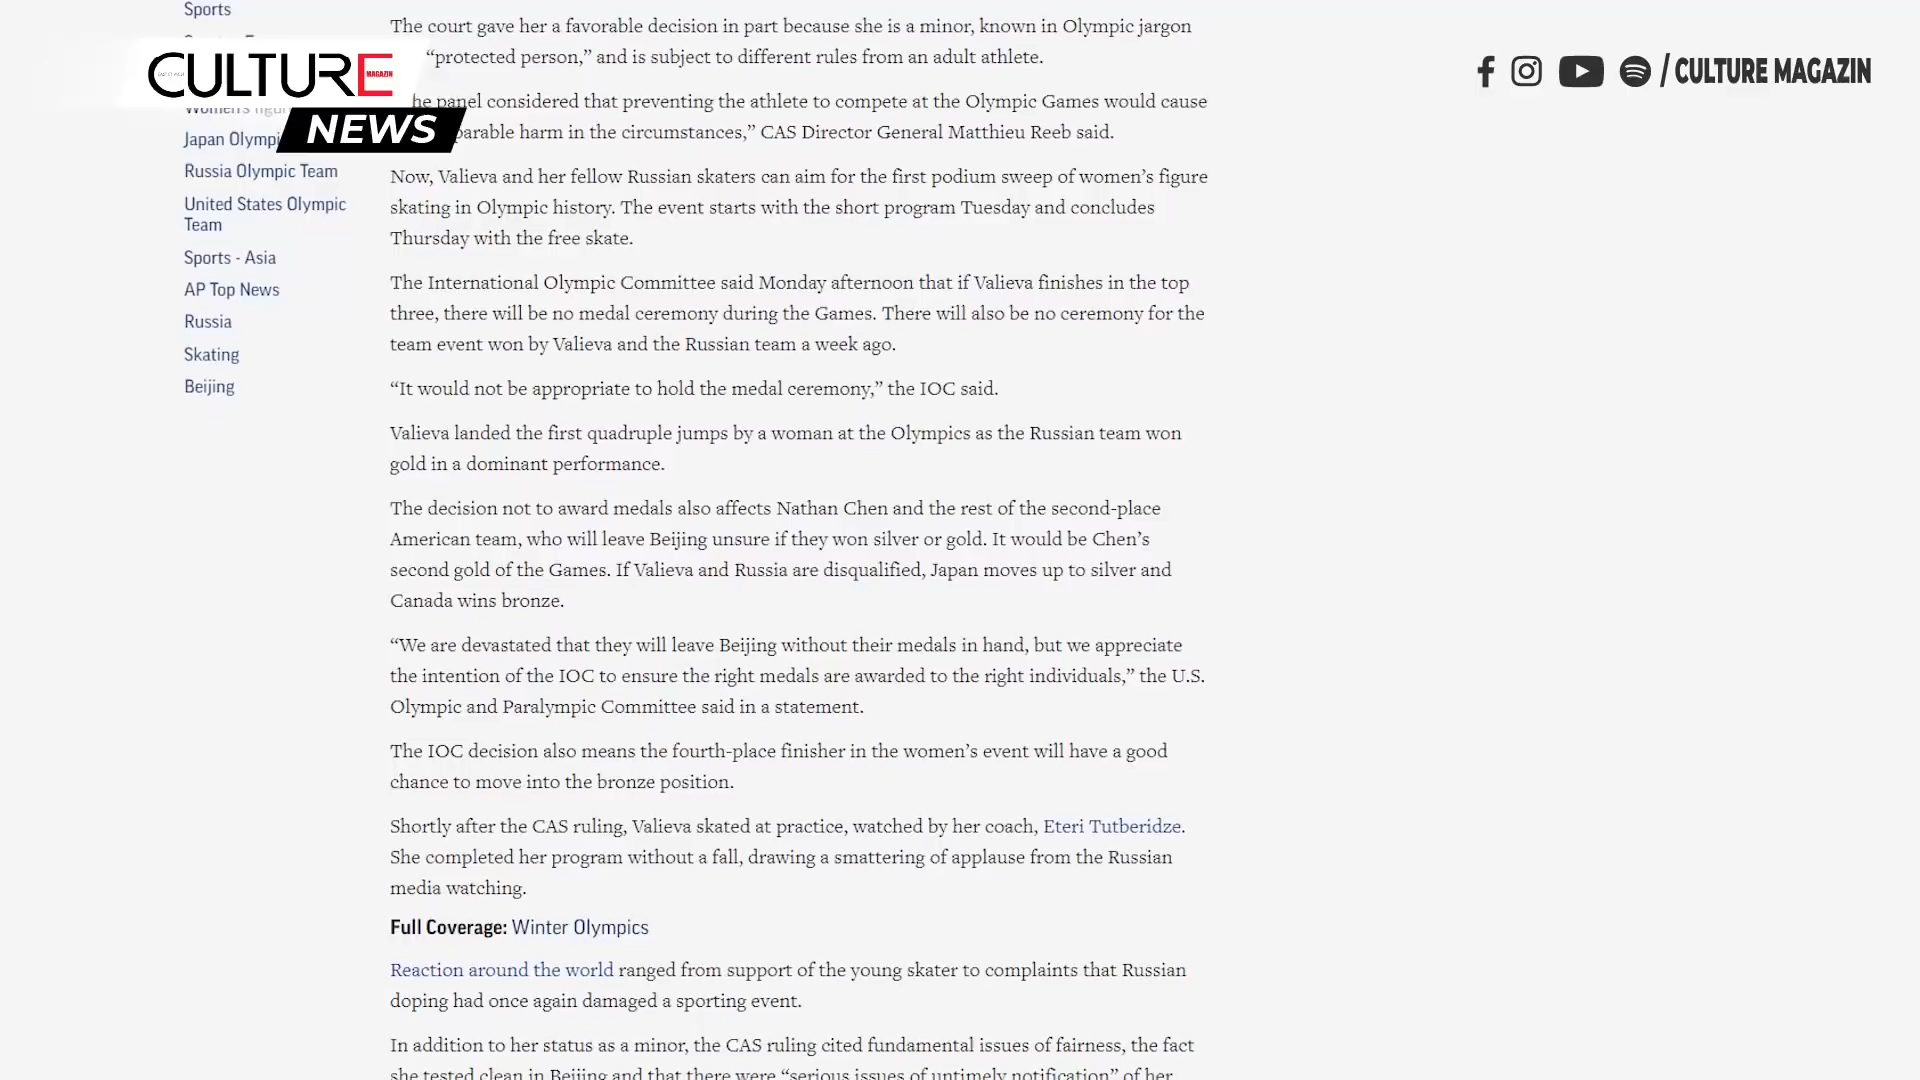 Sports
Women's figu
Japan Olympi
Russia Olympic Team
United States Olympic
Team
Sports - Asia
AP Top News
Russia
Skating
Beijing
CULTURE
MAGAZIN
NEWS
/ CULTURE MAGAZIN
The court gave her a favorable decision in part because she is a minor, known in Olympic jargon
“protected person,” and is subject to different rules from an adult athlete.
he panel considered that preventing the athlete to compete at the Olympic Games would cause
parable harm in the circumstances,” CAS Director General Matthieu Reeb said.
Now, Valieva and her fellow Russian skaters can aim for the first podium sweep of women’s figure
skating in Olympic history. The event starts with the short program Tuesday and concludes
Thursday with the free skate.
The International Olympic Committee said Monday afternoon that if Valieva finishes in the top
three, there will be no medal ceremony during the Games. There will also be no ceremony for the
team event won by Valieva and the Russian team a week ago.
“It would not be appropriate to hold the medal ceremony,” the IOC said.
Valieva landed the first quadruple jumps by a woman at the Olympics as the Russian team won
gold in a dominant performance.
The decision not to award medals also affects Nathan Chen and the rest of the second-place
American team, who will leave Beijing unsure if they won silver or gold. It would be Chen’s
second gold of the Games. If Valieva and Russia are disqualified, Japan moves up to silver and
Canada wins bronze.
“We are devastated that they will leave Beijing without their medals in hand, but we appreciate
the intention of the IOC to ensure the right medals are awarded to the right individuals,” the U.S.
Olympic and Paralympic Committee said in a statement.
The IOC decision also means the fourth-place finisher in the women’s event will have a good
chance to move into the bronze position.
Shortly after the CAS ruling, Valieva skated at practice, watched by her coach, Eteri Tutberidze.
She completed her program without a fall, drawing a smattering of applause from the Russian
media watching.
Full Coverage: Winter Olympics
Reaction around the world ranged from support of the young skater to complaints that Russian
doping had once again damaged a sporting event.
In addition to her status as a minor, the CAS ruling cited fundamental issues of fairness, the fact
she tested clean in Beijing and that there were “serious issues of untimely notification” of her